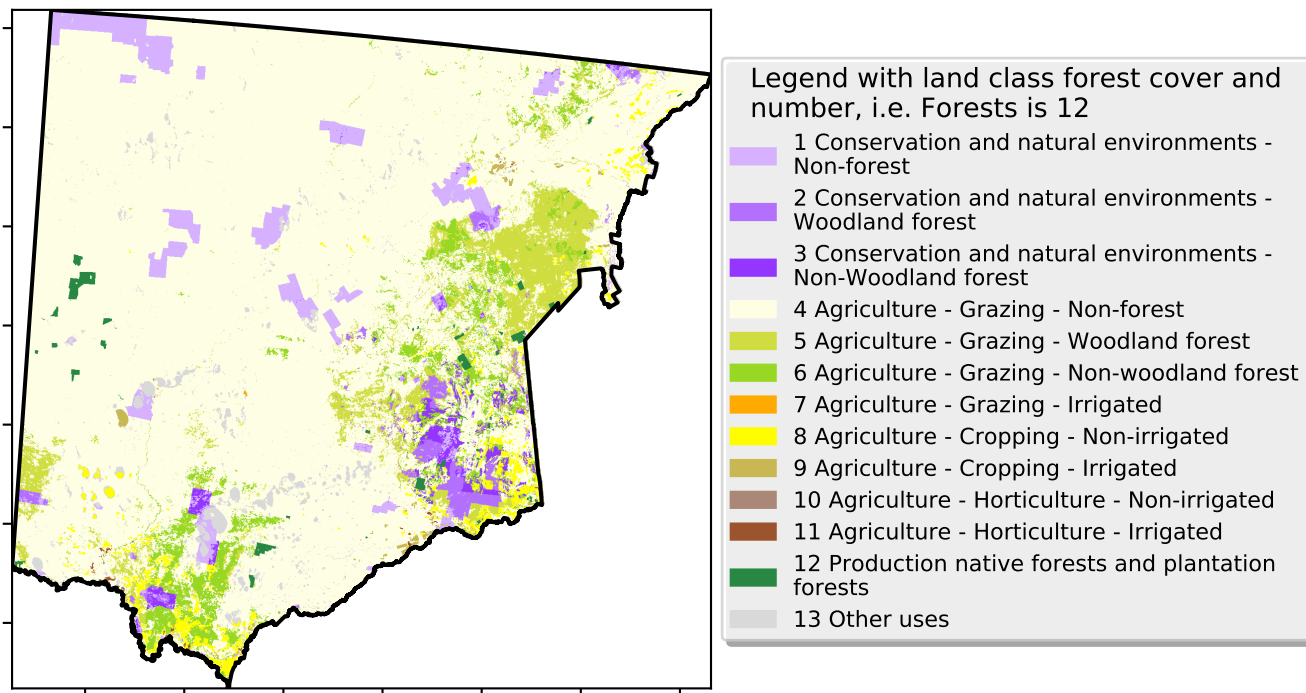 Legend with land class forest cover and
number, i.e. Forests is 12
1 Conservation and natural environments -
Non-forest
2 Conservation and natural environments -
Woodland forest
3 Conservation and natural environments -
Non-Woodland forest
4 Agriculture - Grazing - Non-forest
5 Agriculture - Grazing - Woodland forest
6 Agriculture - Grazing - Non-woodland forest
7 Agriculture - Grazing - Irrigated
8 Agriculture - Cropping - Non-irrigated
9 Agriculture - Cropping - Irrigated
10 Agriculture - Horticulture - Non-irrigated
11 Agriculture - Horticulture - Irrigated
12 Production native forests and plantation
forests
13 Other uses